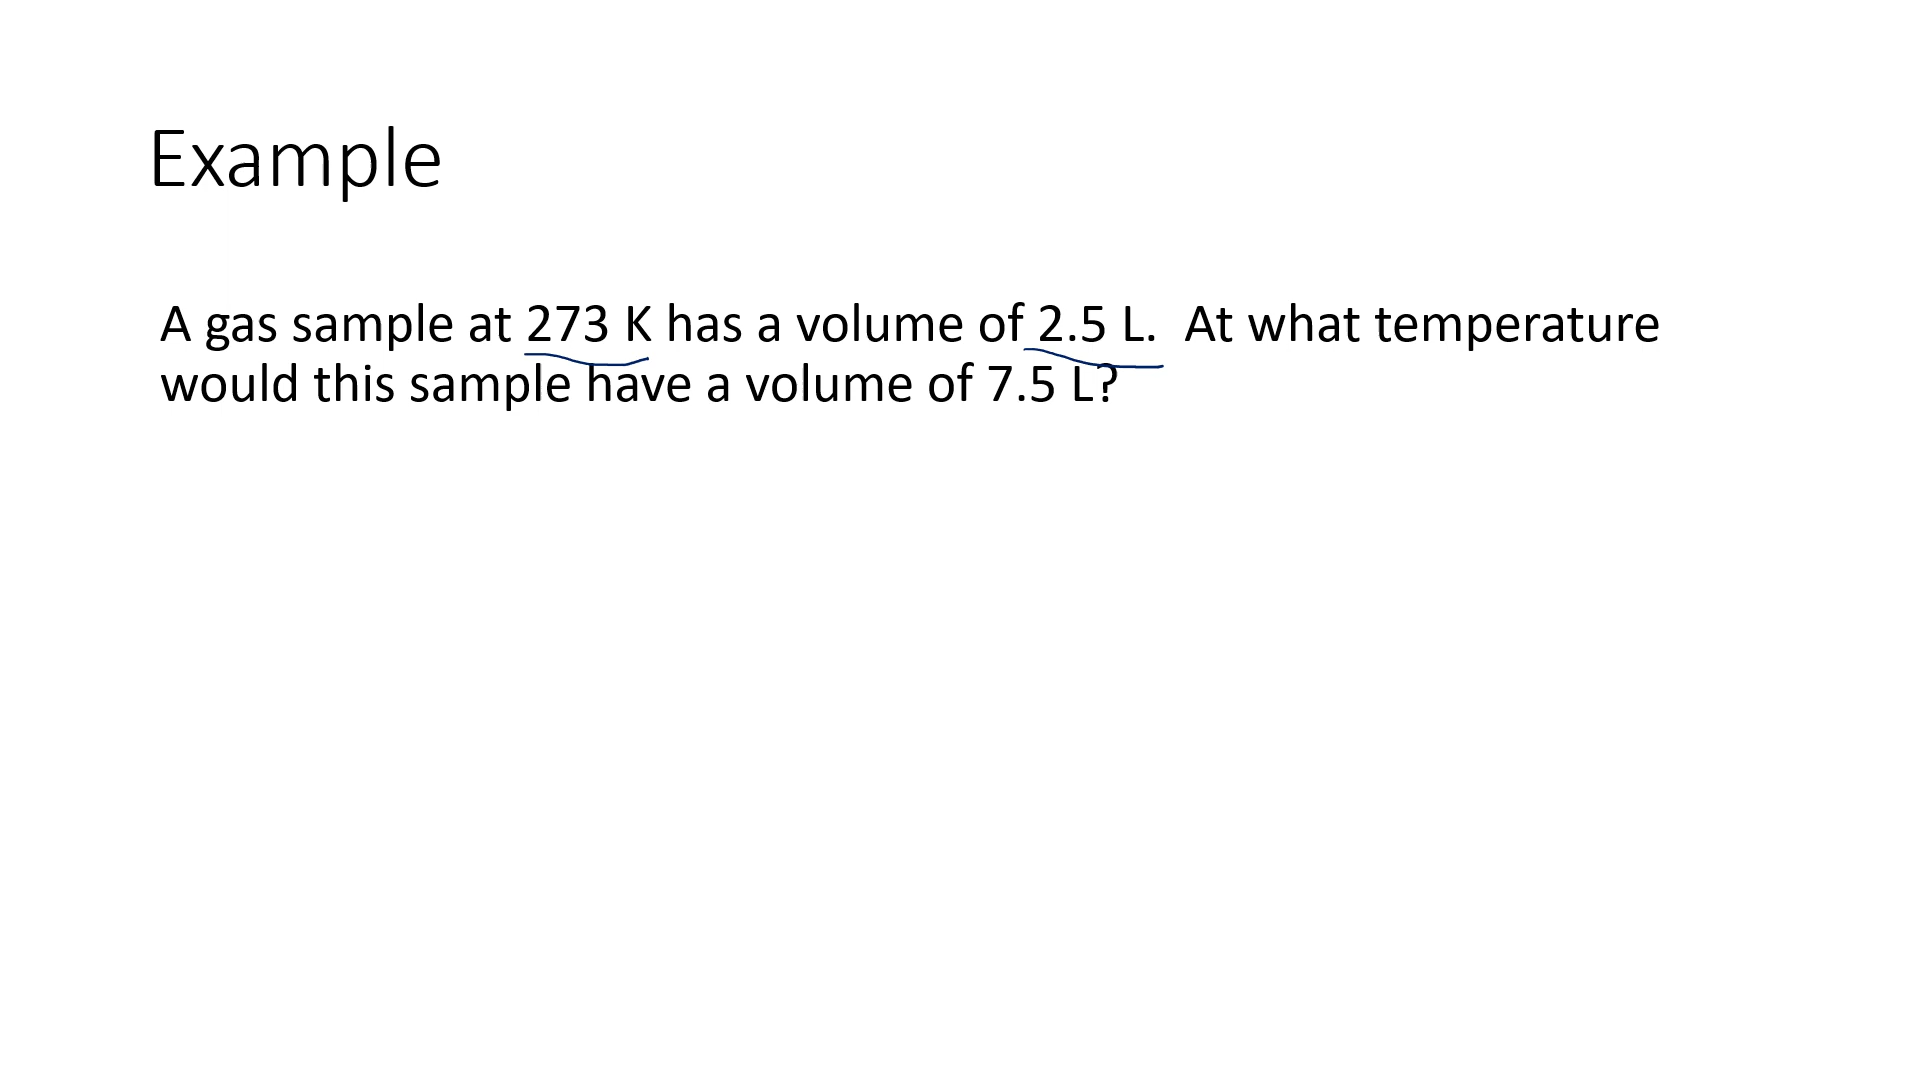 Example
A gas sample at 273 K has a volume of 2.5 L.  At what temperature
would this sample have a volume of 7.5 L?